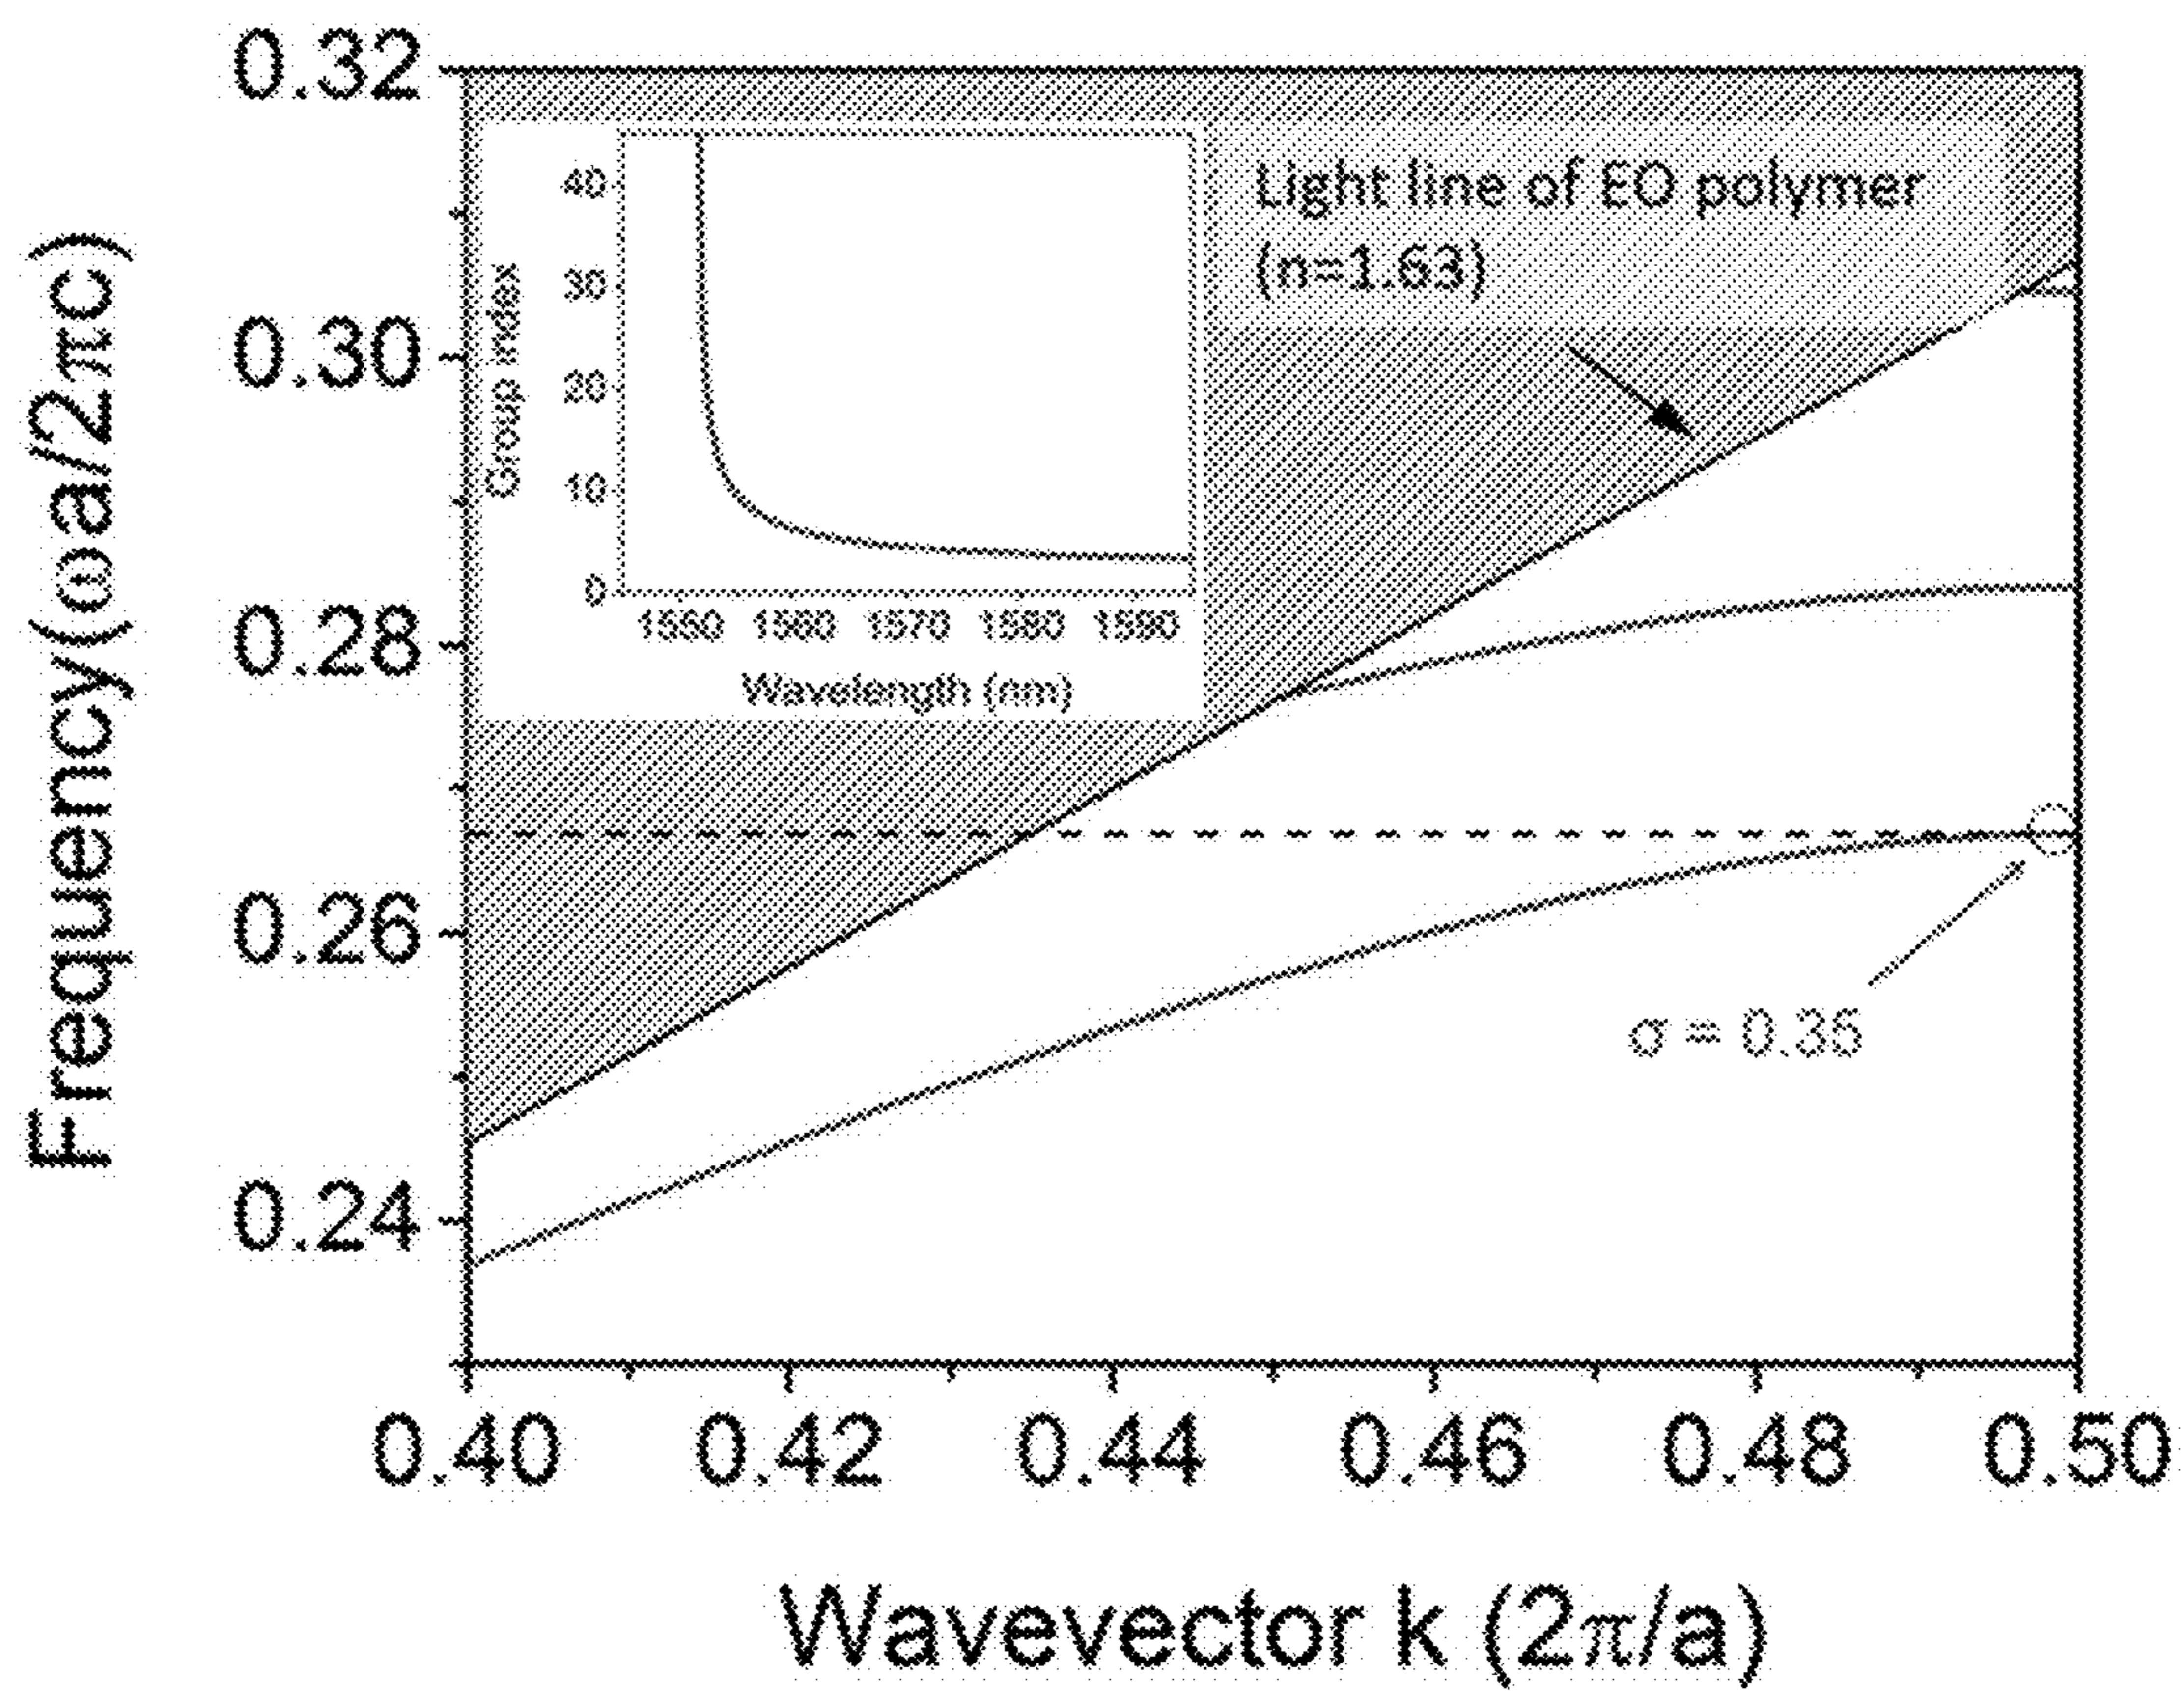 0.32
0.30
0.28
0.26
0.24
Frequency(ωa/2πc)
40
30
20
10
0
Group index
1550 1560 1570 1580 1590
Wavelength (nm)
Light line of EO polymer
(n=1.63)
σ = 0.35
0.40 0.42 0.44 0.46 0.48 0.50
Wavevector k (2π/a)